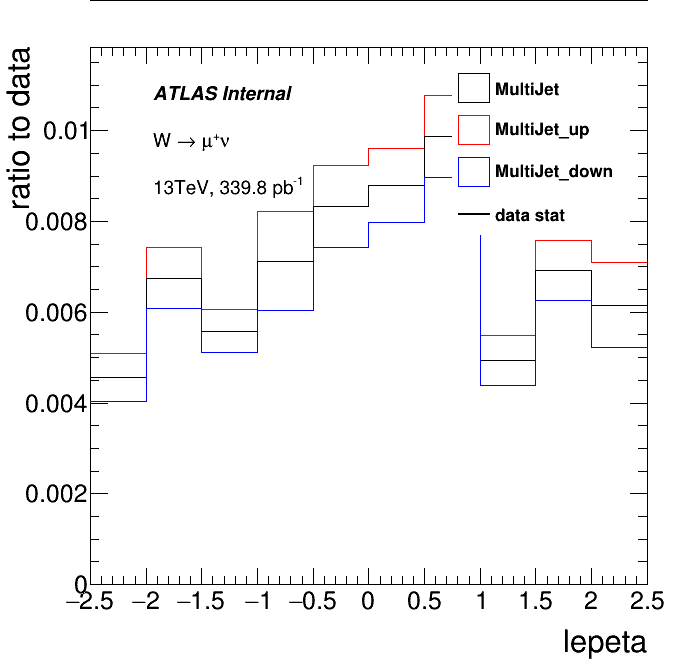 ratio to data
ATLAS Internal
W → μ⁺ν
13TeV, 339.8 pb⁻¹
MultiJet
MultiJet_up
MultiJet_down
data stat
0.01
0.008
0.006
0.004
0.002
0
−2.5 −2 −1.5 −1 −0.5 0 0.5 1 1.5 2 2.5
lepeta